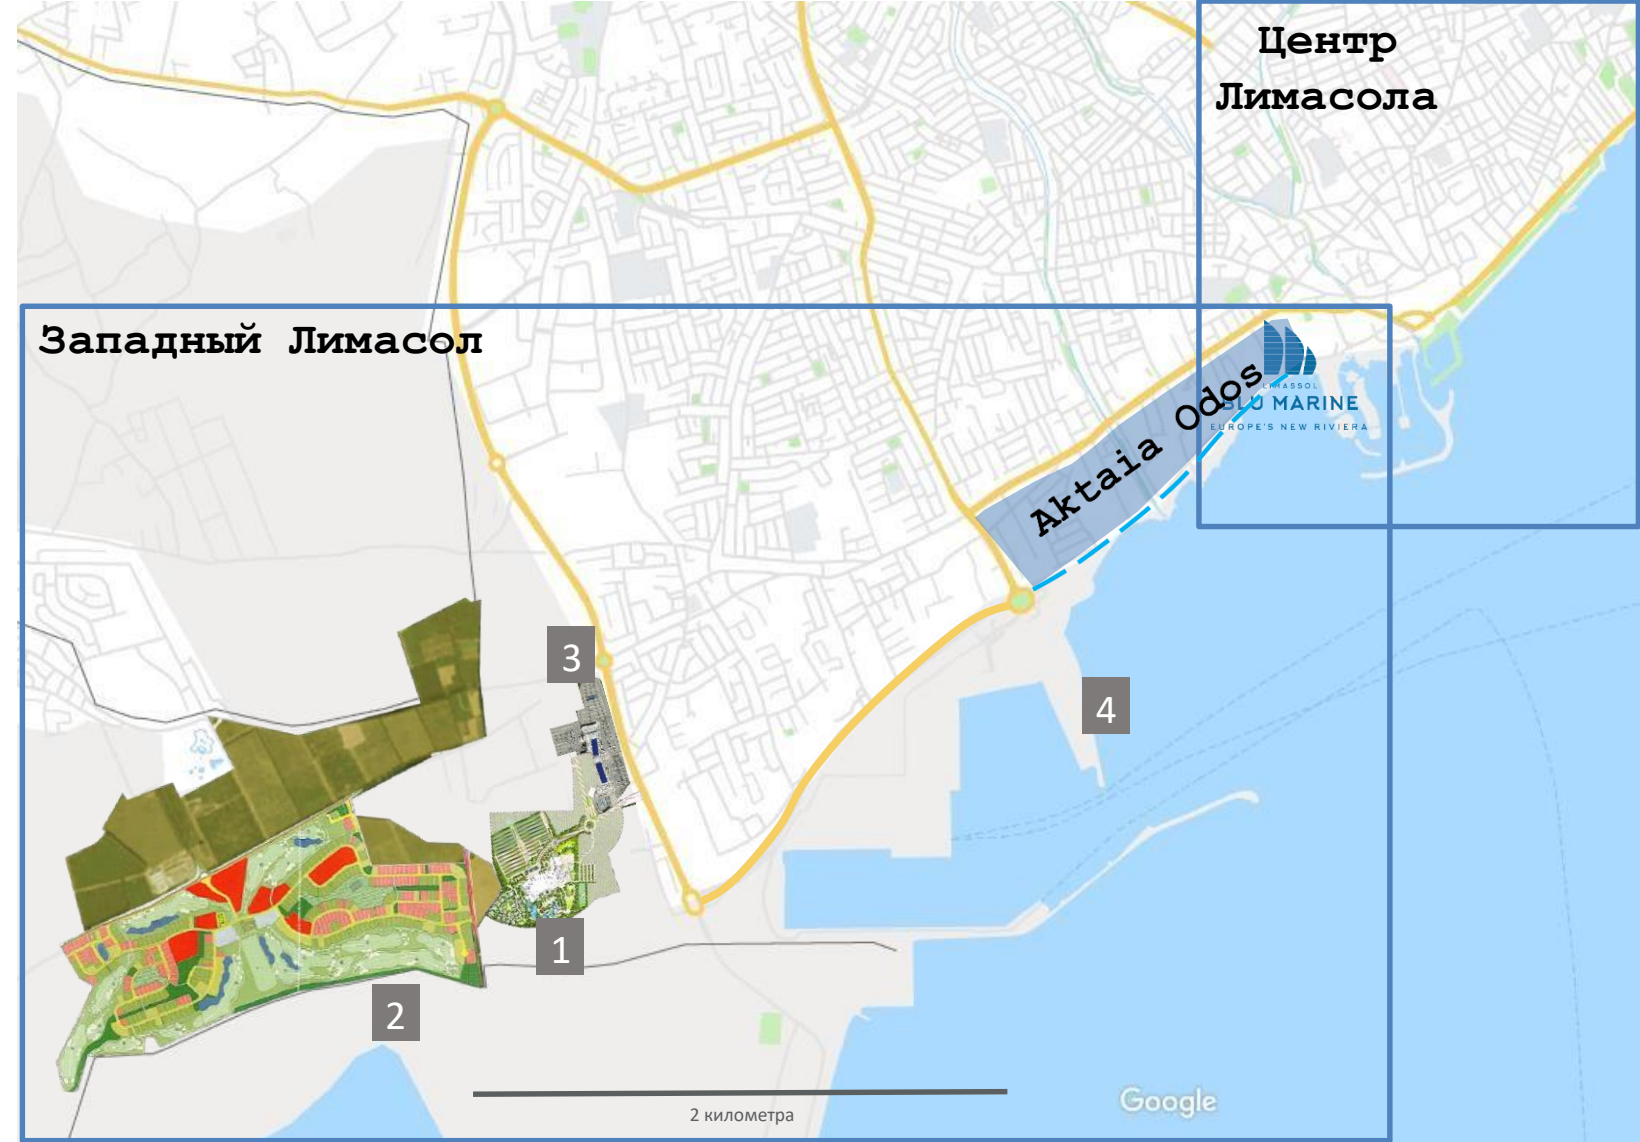 Центр
Лимасола
Западный Лимасол
LIMASSOL
BLU MARINE
EUROPE'S NEW RIVIERA
Aktaia Odos
3
4
1
2
2 километра
Google